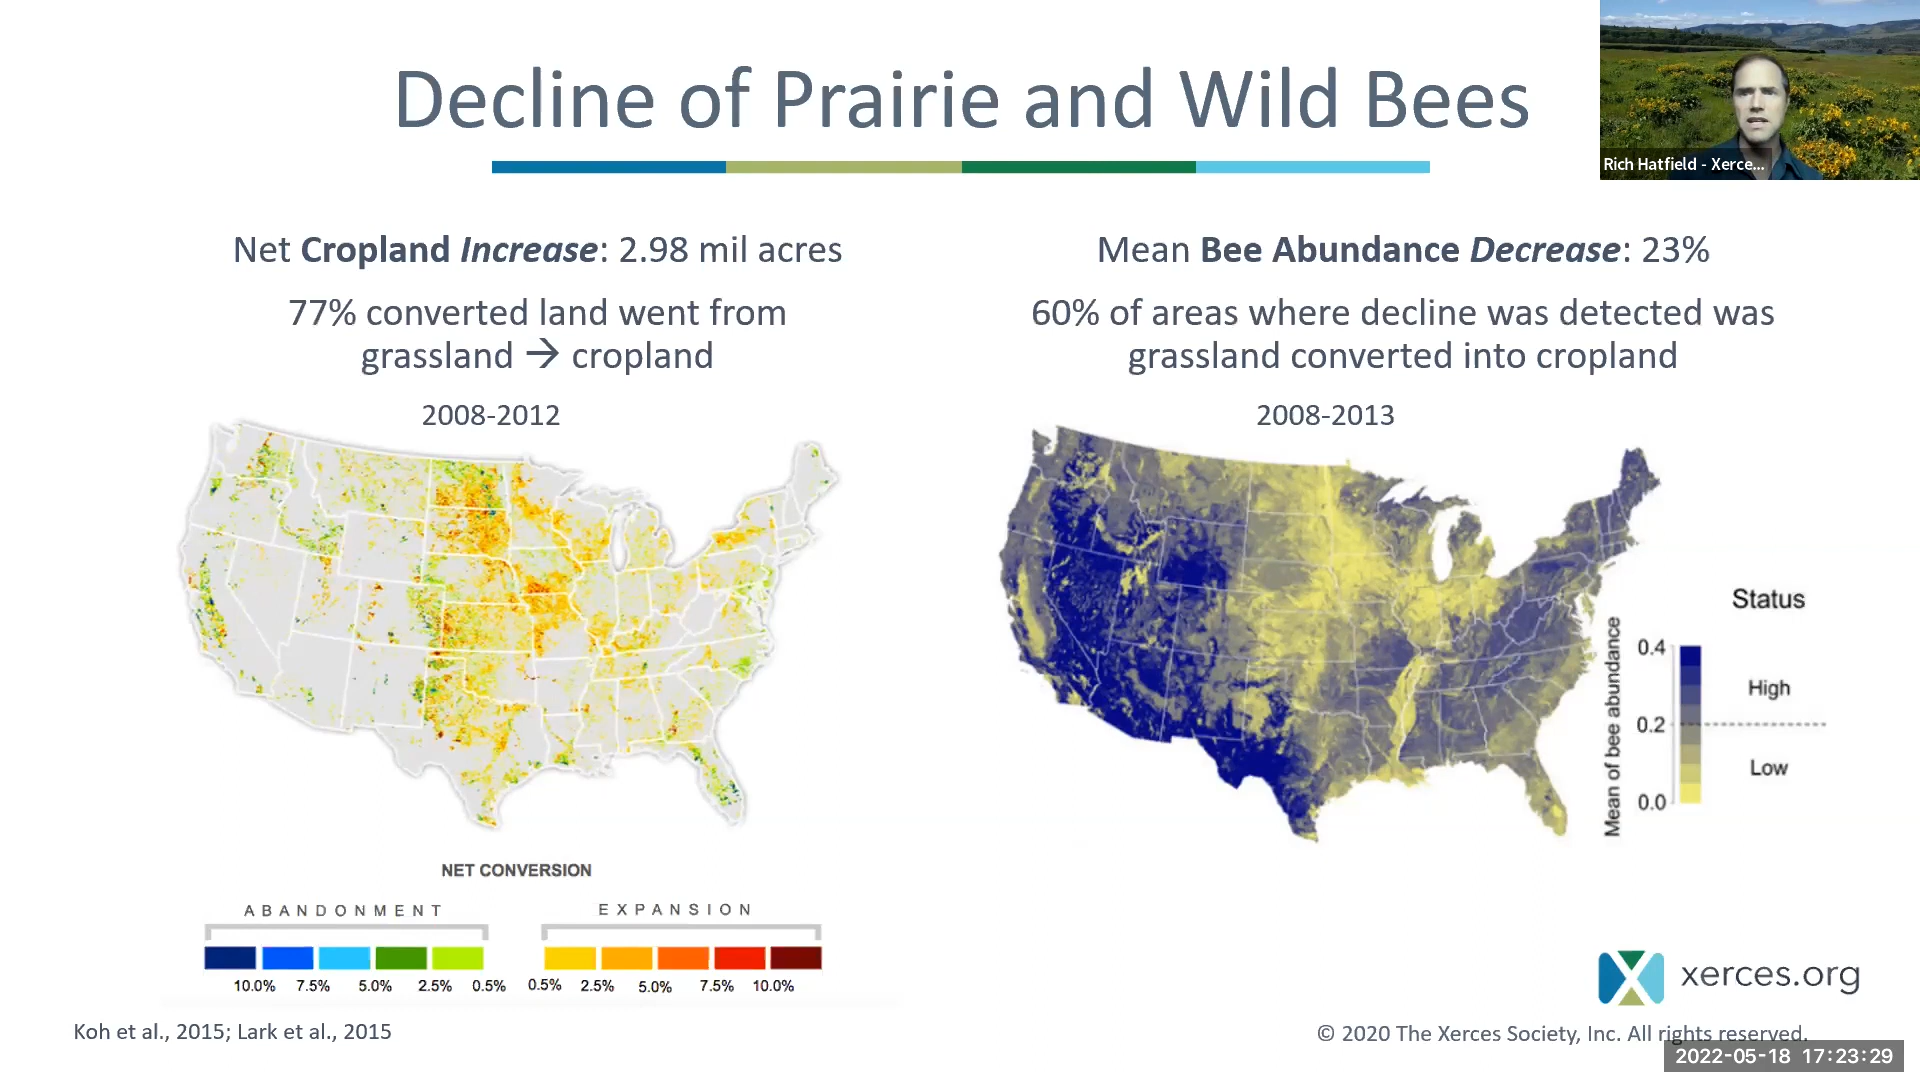 Decline of Prairie and Wild Bees
Rich Hatfield - Xerce...
Net Cropland Increase: 2.98 mil acres
77% converted land went from
grassland → cropland
2008-2012
Mean Bee Abundance Decrease: 23%
60% of areas where decline was detected was
grassland converted into cropland
2008-2013
Status
Mean of bee abundance
0.4
High
0.2
Low
0.0
NET CONVERSION
ABANDONMENT
EXPANSION
10.0% 7.5% 5.0% 2.5% 0.5% 0.5% 2.5% 5.0% 7.5% 10.0%
xerces.org
Koh et al., 2015; Lark et al., 2015
© 2020 The Xerces Society, Inc. All rights reserved.
2022-05-18 17:23:29